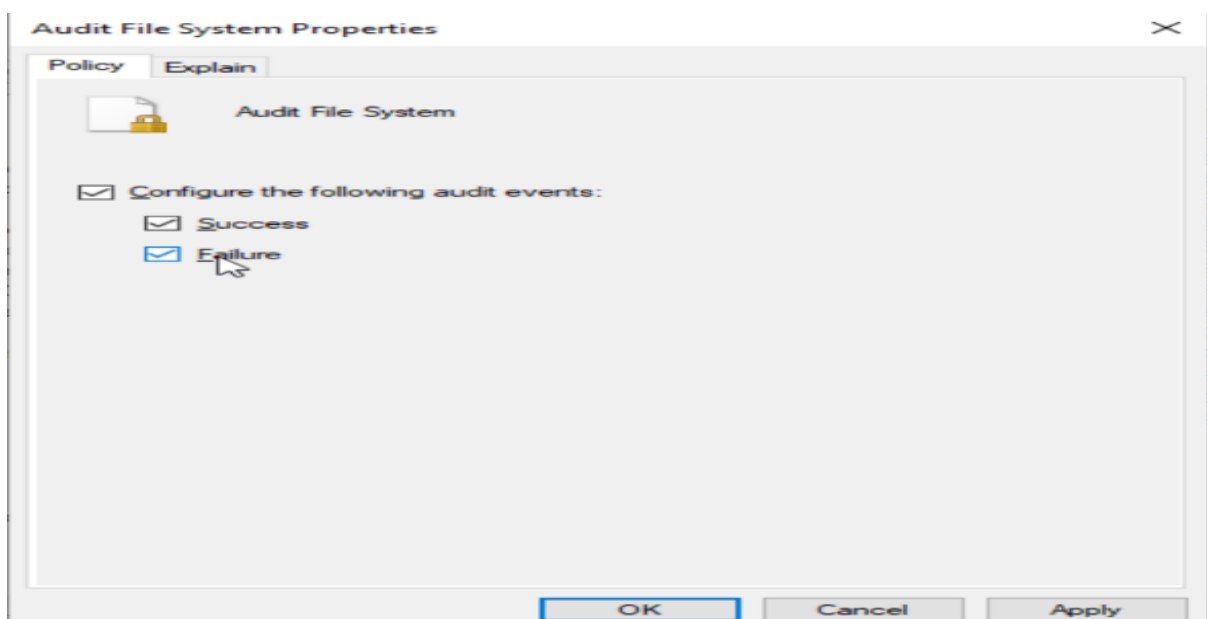 Audit File System Properties
Policy Explain
Audit File System
Configure the following audit events:
Success
Failure
OK Cancel Apply